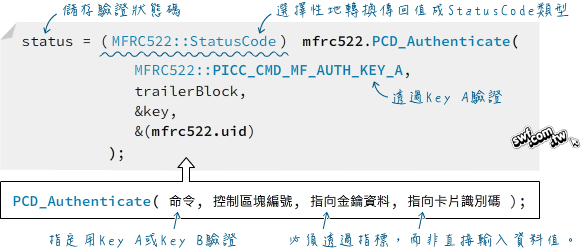 儲存驗證狀態碼
選擇性地轉換傳回值成StatusCode類型
status = (MFRC522::StatusCode) mfrc522.PCD_Authenticate(
MFRC522::PICC_CMD_MF_AUTH_KEY_A,
trailerBlock,
透過Key A驗證
&key,
&(mfrc522.uid)
);
swf.com.tw
PCD_Authenticate( 命令, 控制區塊編號, 指向金鑰資料, 指向卡片識別碼 );
指定用Key A或Key B驗證
必須透過指標，而非直接輸入資料值。